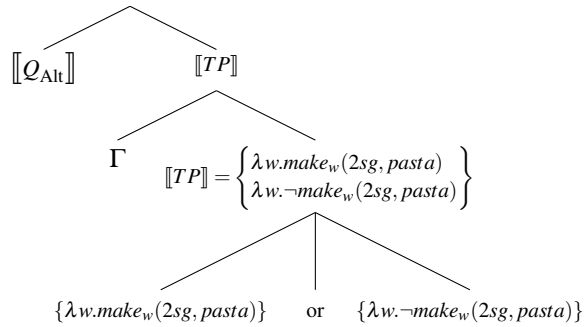 ⟦Q_Alt⟧ ⟦TP⟧
Γ
⟦TP⟧ = {λw.make_w(2sg, pasta)
λw.¬make_w(2sg, pasta)}
{λw.make_w(2sg, pasta)} or {λw.¬make_w(2sg, pasta)}